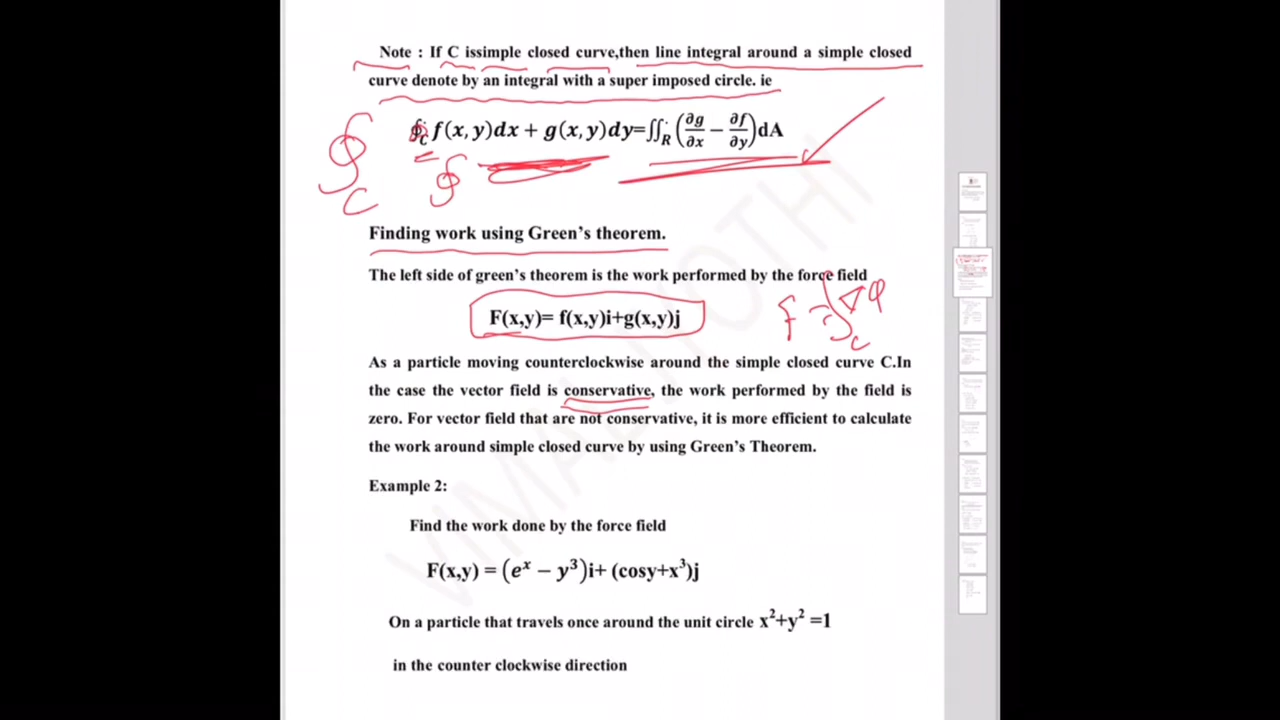 Note : If C issimple closed curve,then line integral around a simple closed
curve denote by an integral with a super imposed circle. ie
∮C f(x,y)dx + g(x,y)dy=∬R (∂g/∂x − ∂f/∂y)dA
∮C
∮
Finding work using Green's theorem.
The left side of green's theorem is the work performed by the force field
F(x,y)= f(x,y)i+g(x,y)j
As a particle moving counterclockwise around the simple closed curve C.In
the case the vector field is conservative, the work performed by the field is
zero. For vector field that are not conservative, it is more efficient to calculate
the work around simple closed curve by using Green's Theorem.
Example 2:
Find the work done by the force field
F(x,y) = (eˣ − y³)i+ (cosy+x³)j
On a particle that travels once around the unit circle x²+y² =1
in the counter clockwise direction